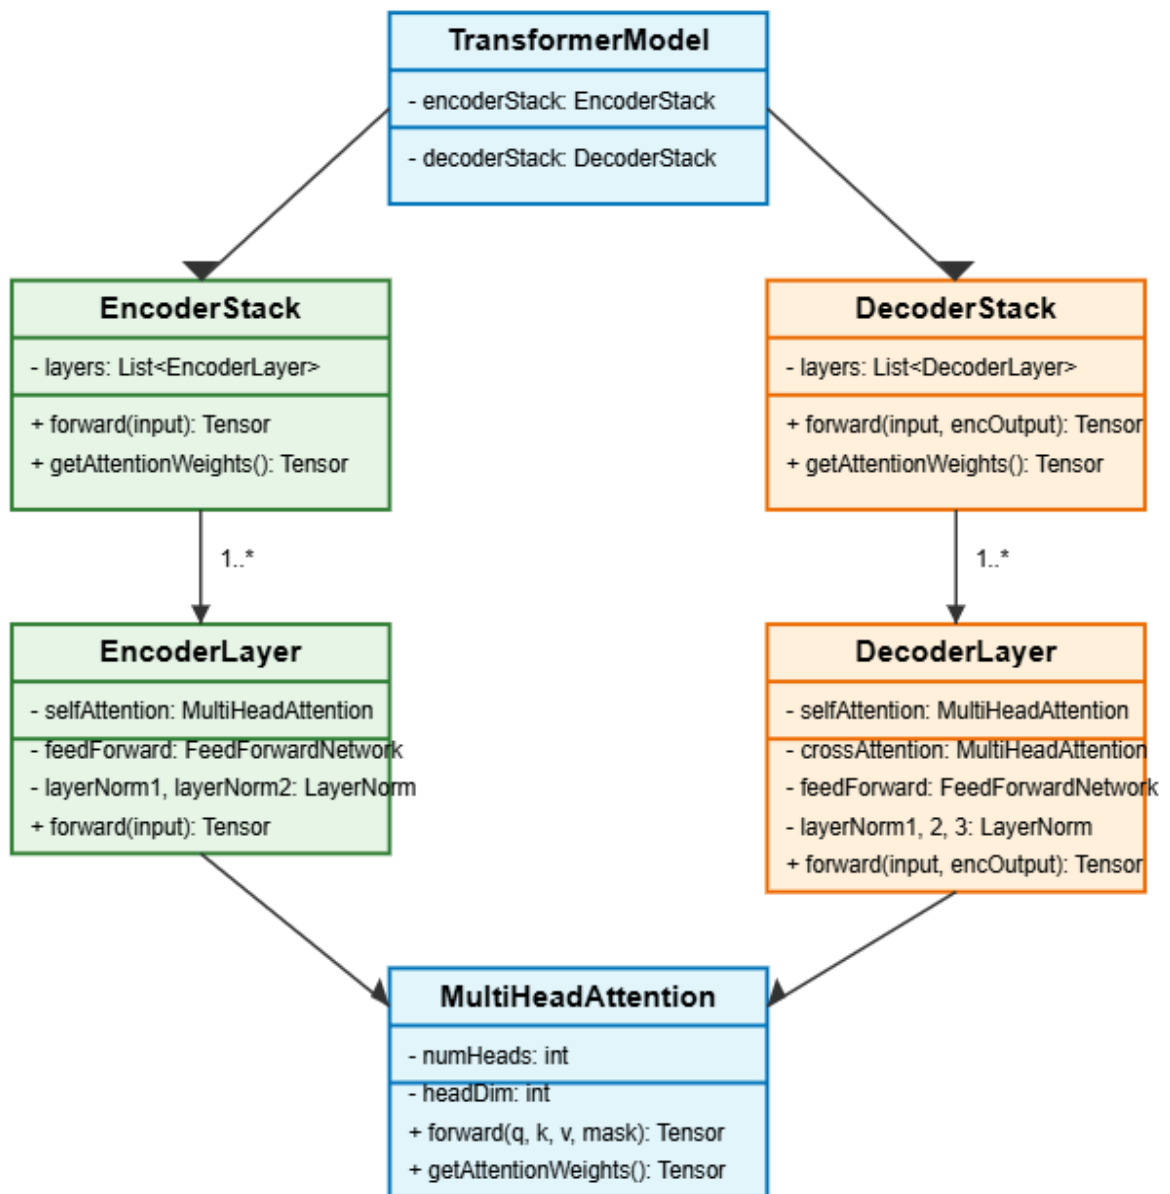 TransformerModel
- encoderStack: EncoderStack
- decoderStack: DecoderStack
EncoderStack
- layers: List<EncoderLayer>
+ forward(input): Tensor
+ getAttentionWeights(): Tensor
DecoderStack
- layers: List<DecoderLayer>
+ forward(input, encOutput): Tensor
+ getAttentionWeights(): Tensor
1..*
1..*
EncoderLayer
- selfAttention: MultiHeadAttention
- feedForward: FeedForwardNetwork
- layerNorm1, layerNorm2: LayerNorm
+ forward(input): Tensor
DecoderLayer
- selfAttention: MultiHeadAttention
- crossAttention: MultiHeadAttention
- feedForward: FeedForwardNetwork
- layerNorm1, 2, 3: LayerNorm
+ forward(input, encOutput): Tensor
MultiHeadAttention
- numHeads: int
- headDim: int
+ forward(q, k, v, mask): Tensor
+ getAttentionWeights(): Tensor